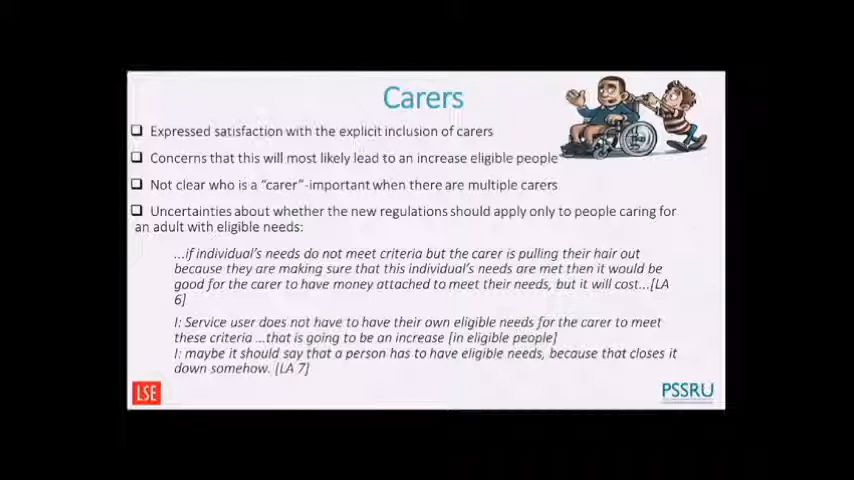 Carers
Expressed satisfaction with the explicit inclusion of carers
Concerns that this will most likely lead to an increase eligible people
Not clear who is a “carer”-important when there are multiple carers
Uncertainties about whether the new regulations should apply only to people caring for
an adult with eligible needs:
...if individual’s needs do not meet criteria but the carer is pulling their hair out
because they are making sure that this individual’s needs are met then it would be
good for the carer to have money attached to meet their needs, but it will cost...[LA
6]
I: Service user does not have to have their own eligible needs for the carer to meet
these criteria ...that is going to be an increase [in eligible people]
I: maybe it should say that a person has to have eligible needs, because that closes it
down somehow. [LA 7]
LSE
PSSRU